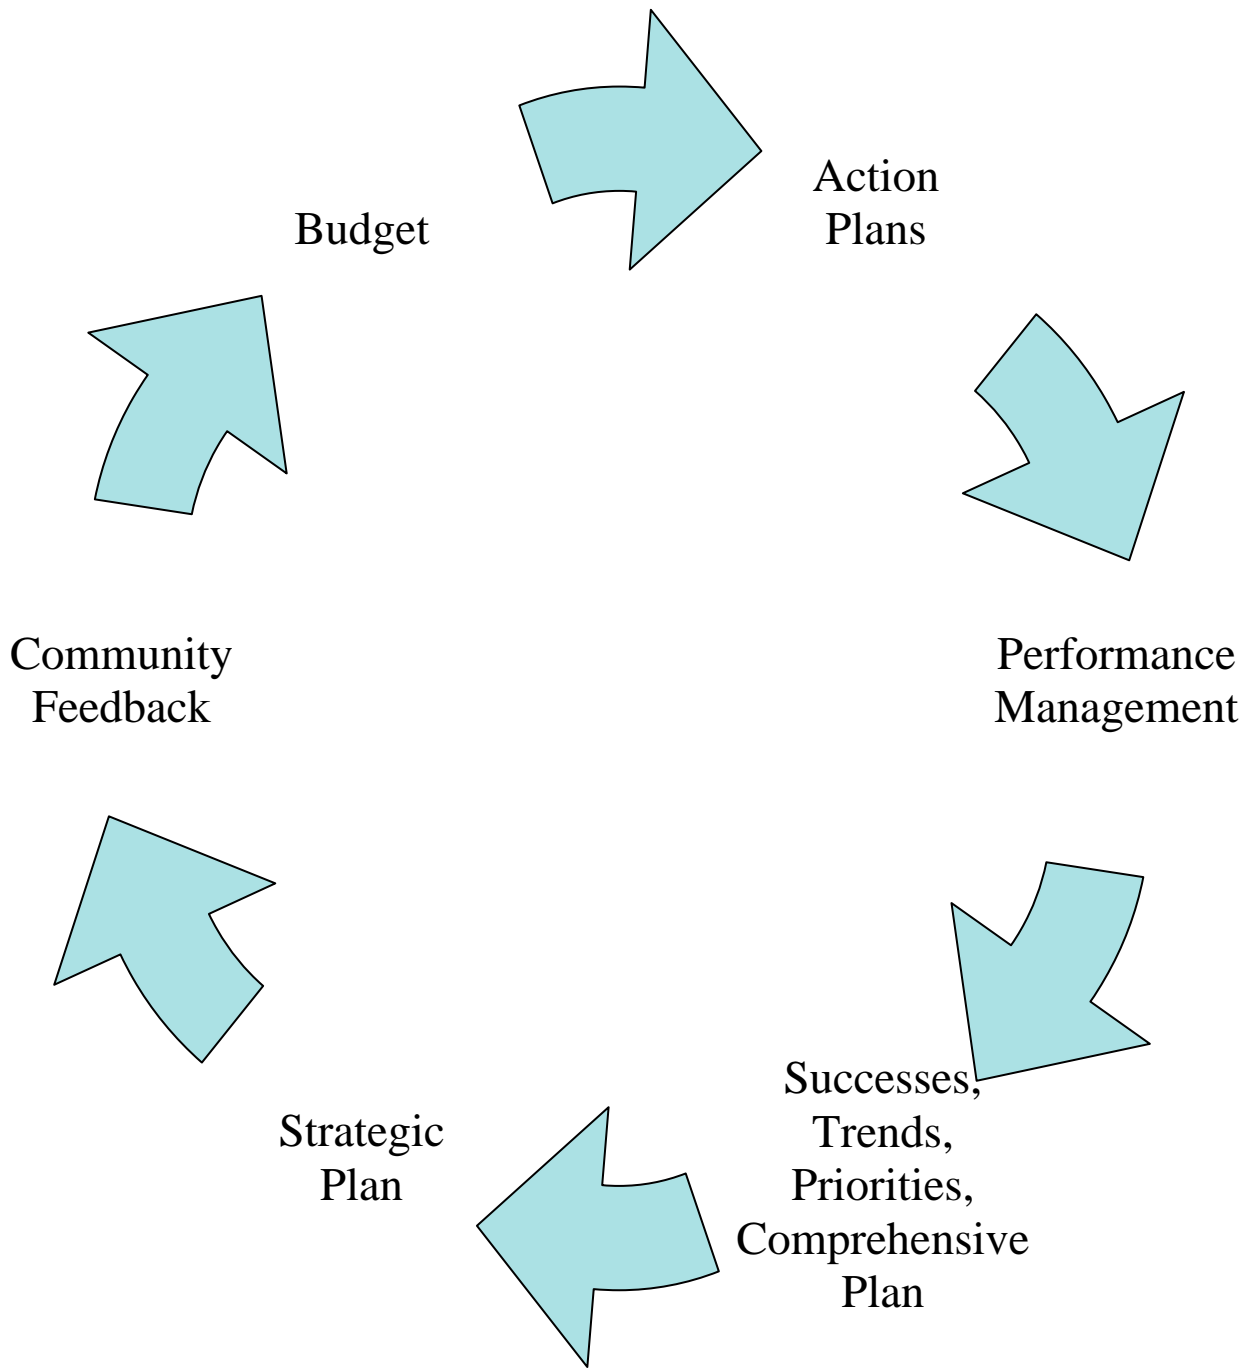 Action
Plans
Budget
Community
Feedback
Performance
Management
Successes,
Trends,
Priorities,
Comprehensive
Plan
Strategic
Plan